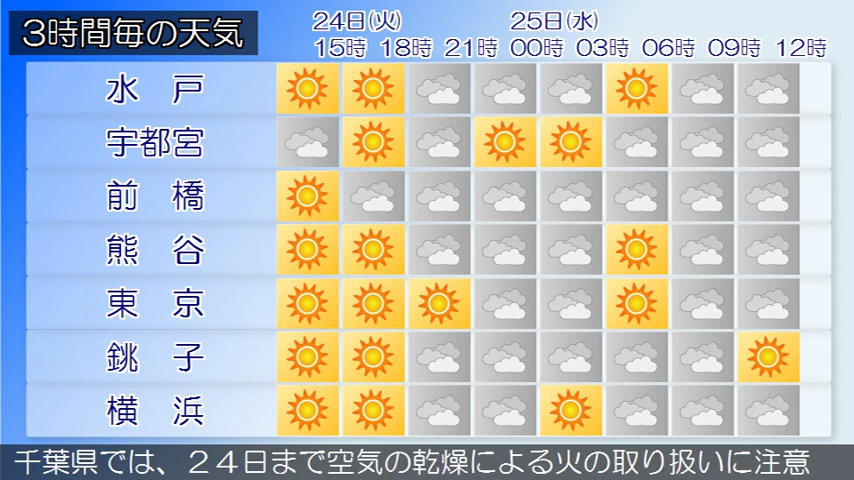 3時間毎の天気
24日(火) 25日(水)
15時 18時 21時 00時 03時 06時 09時 12時
水　戸
宇都宮
前　橋
熊　谷
東　京
銚　子
横　浜
千葉県では、２４日まで空気の乾燥による火の取り扱いに注意